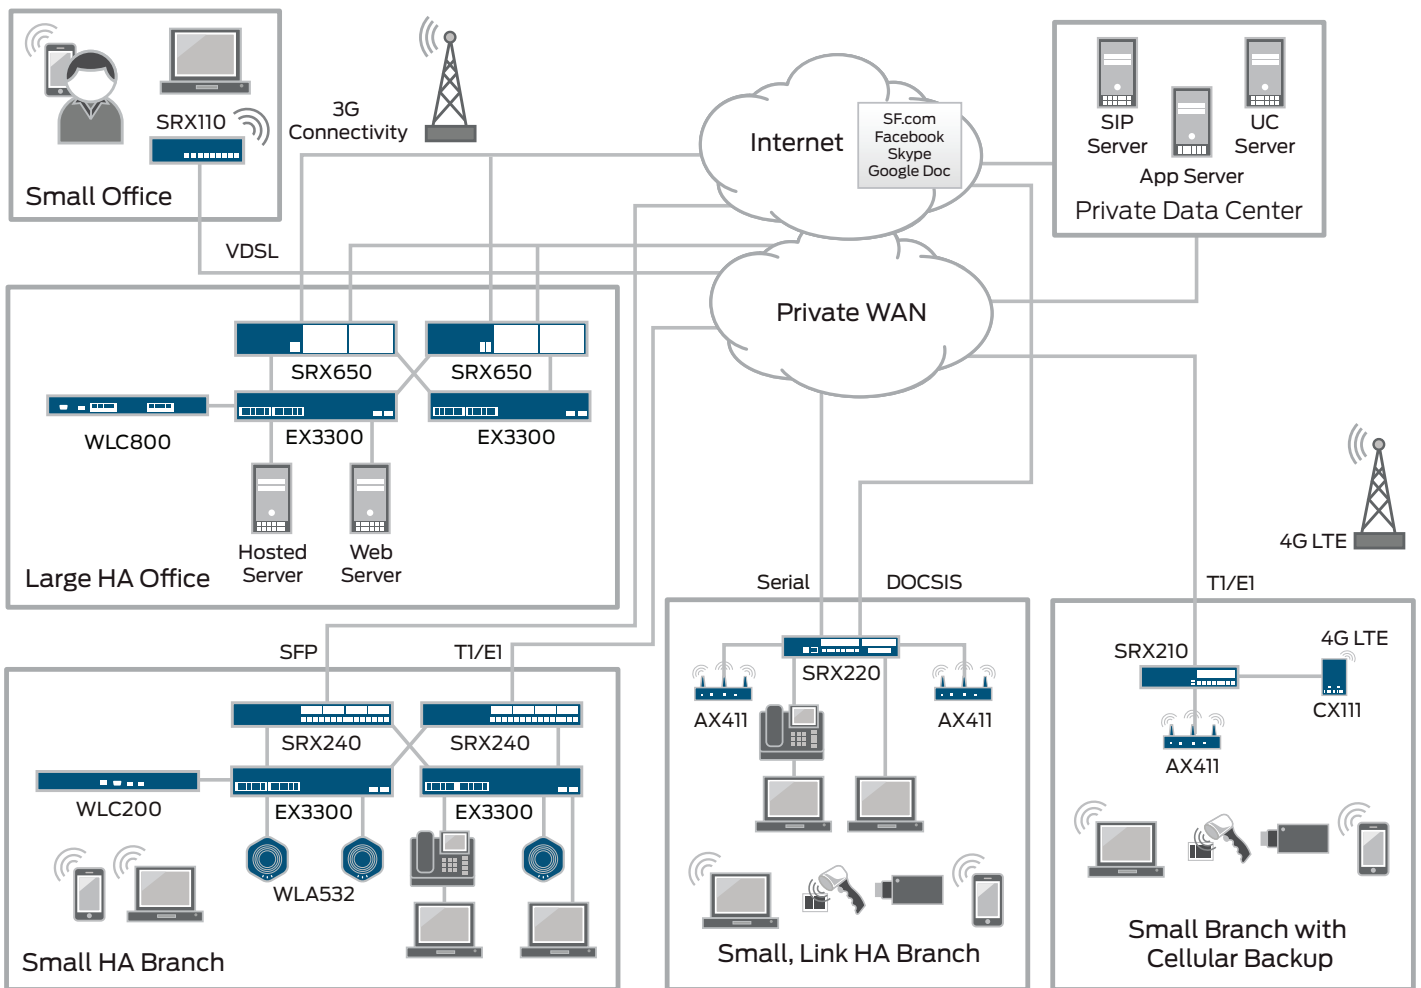 SRX110
Small Office
3G
Connectivity
VDSL
Internet
SF.com
Facebook
Skype
Google Doc
SIP
Server
UC
Server
App Server
Private Data Center
Private WAN
SRX650
SRX650
WLC800
EX3300
EX3300
Hosted
Server
Web
Server
Large HA Office
4G LTE
SFP
T1/E1
Serial
DOCSIS
T1/E1
SRX240
SRX240
WLC200
EX3300
EX3300
WLA532
Small HA Branch
SRX220
AX411
AX411
Small, Link HA Branch
SRX210
4G LTE
CX111
AX411
Small Branch with
Cellular Backup